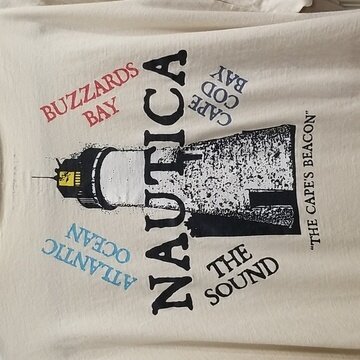 BUZZARDS
BAY
CAPE
COD
BAY
NAUTICA
ATLANTIC
OCEAN
THE
SOUND
"THE CAPE'S BEACON"